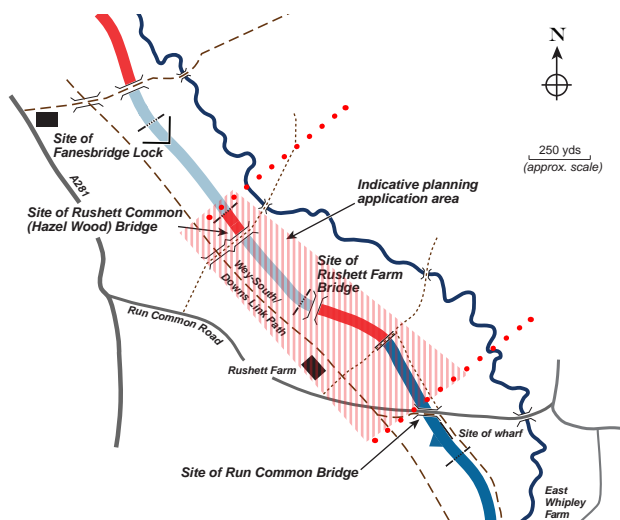 N
250 yds
(approx. scale)
Site of
Fanesbridge Lock
A281
Indicative planning
application area
Site of Rushett Common
(Hazel Wood) Bridge
Site of
Rushett Farm
Bridge
Wey-South/
Downs Link Path
Run Common Road
Rushett Farm
Site of wharf
Site of Run Common Bridge
East
Whipley
Farm